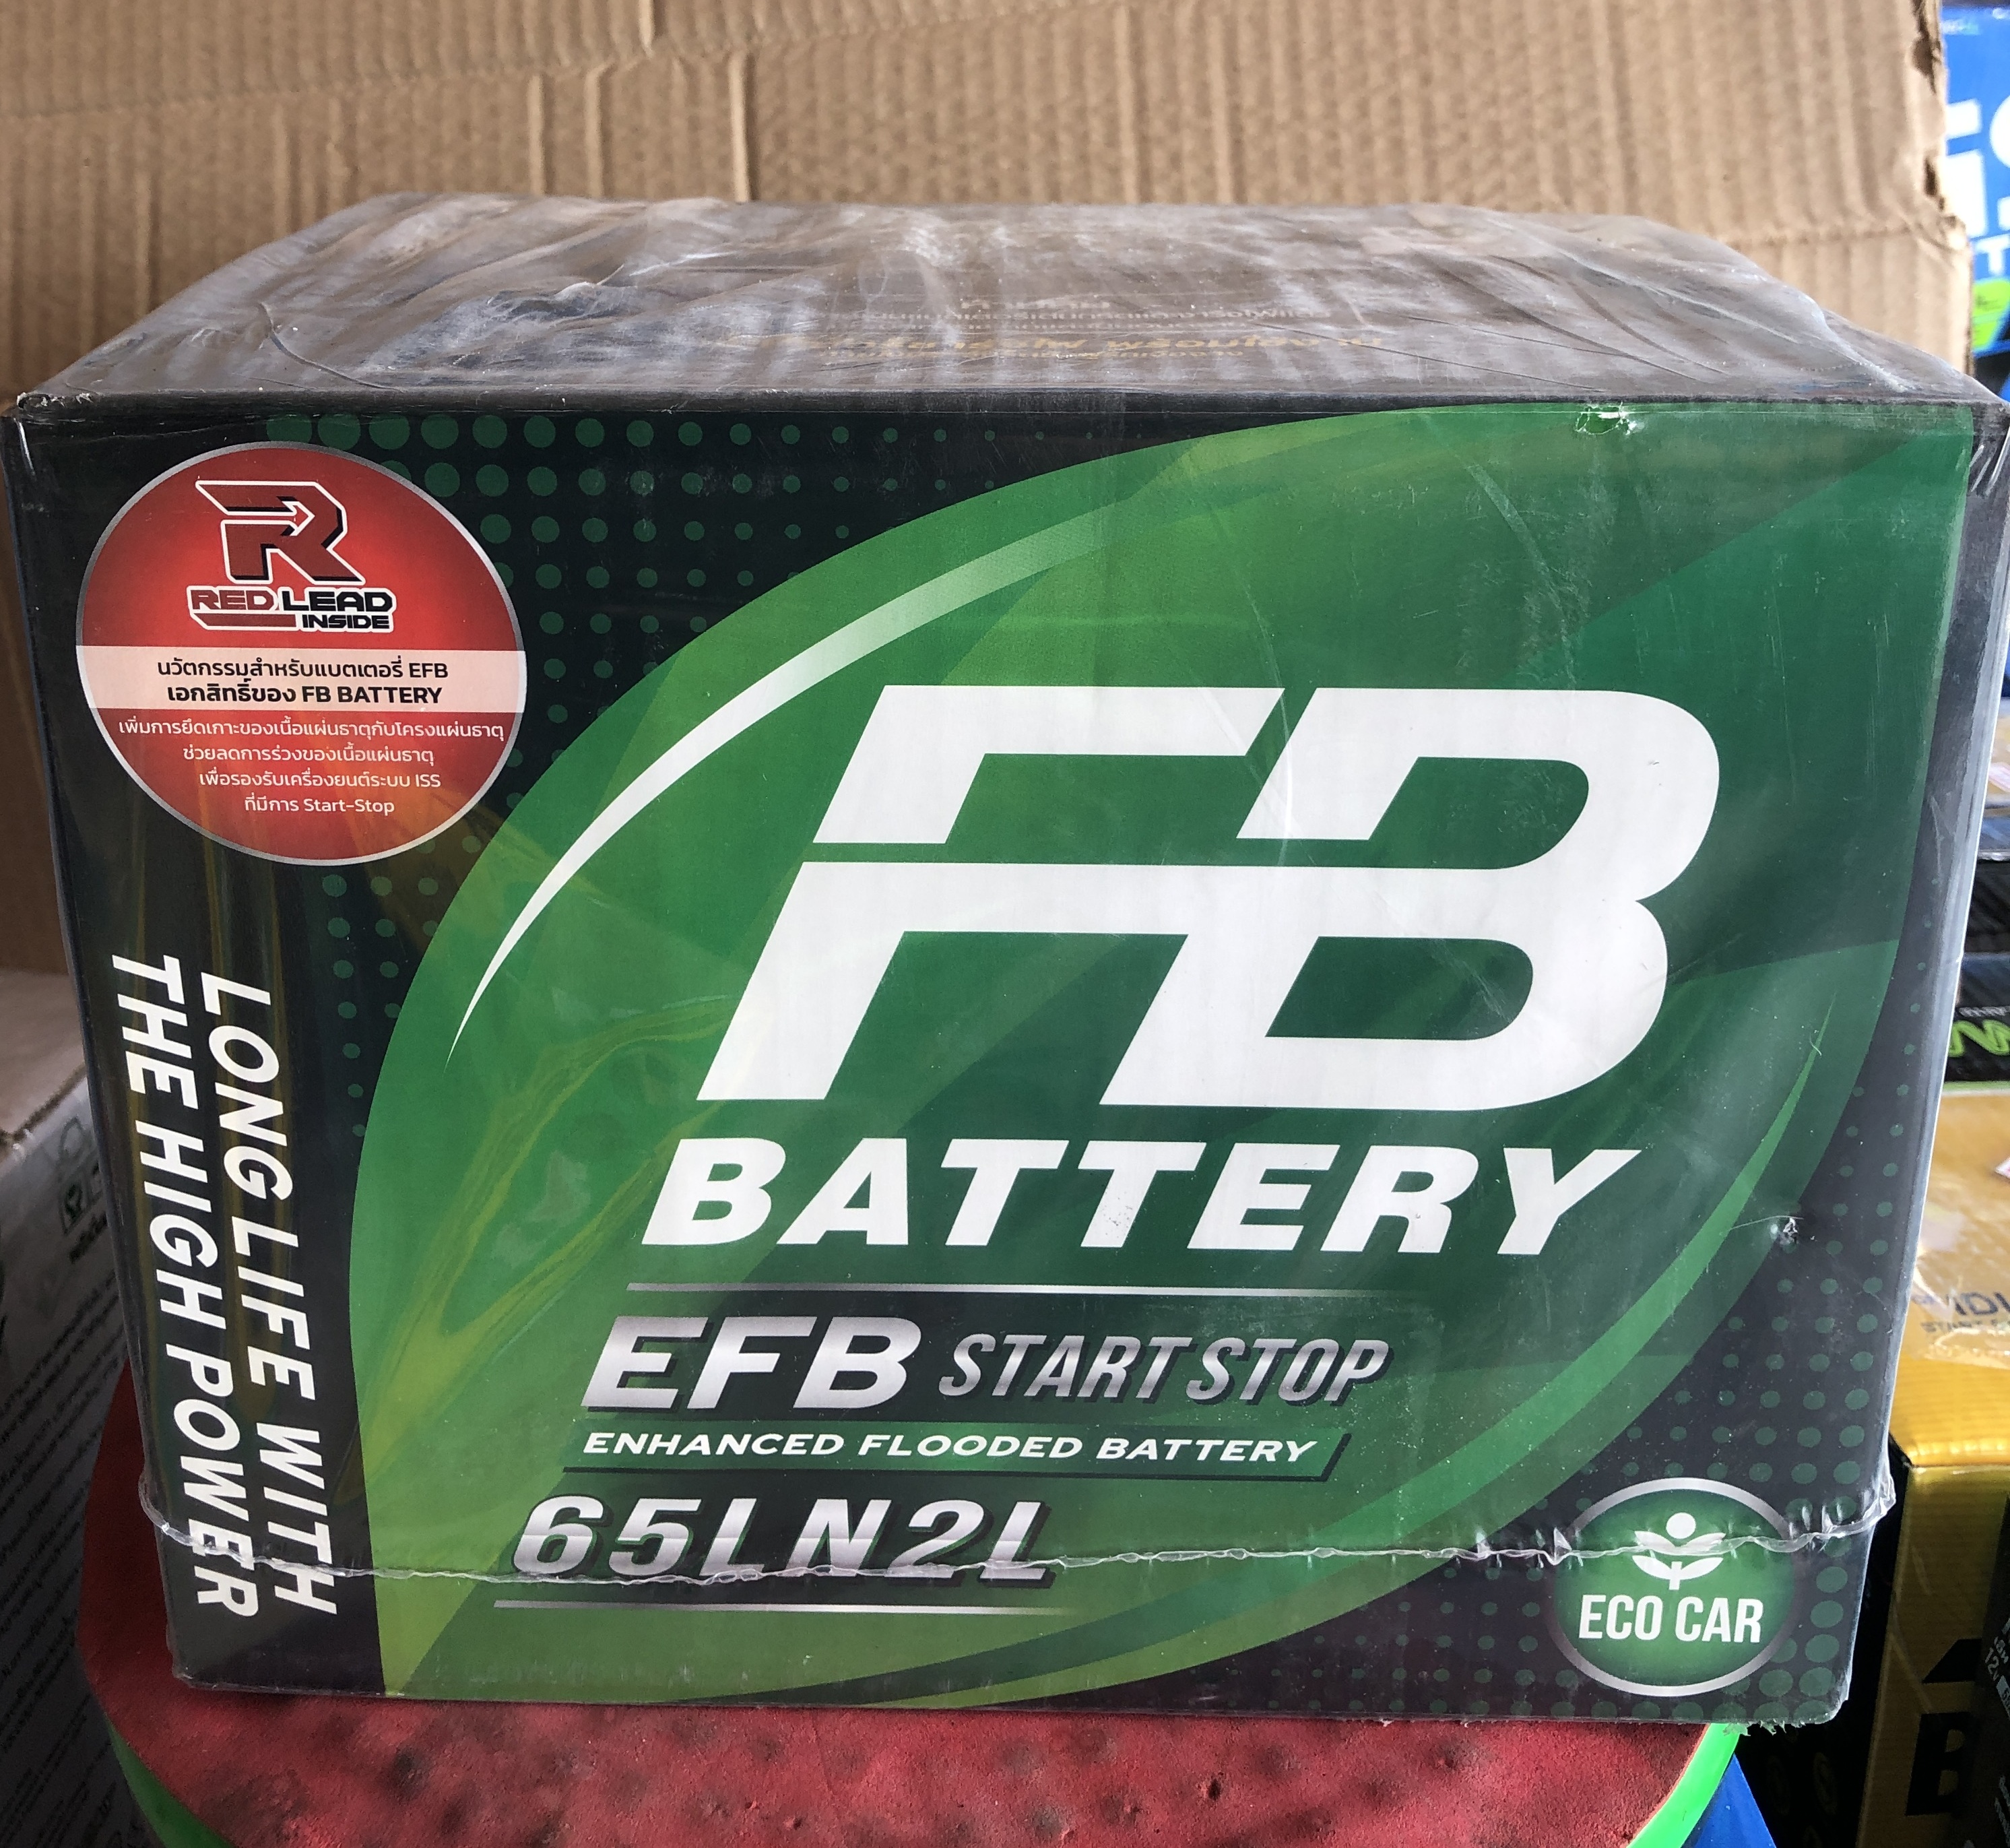 R
RED LEAD
INSIDE
นวัตกรรมสำหรับแบตเตอรี่ EFB
เอกสิทธิ์ของ FB BATTERY
เพิ่มการยึดเกาะของเนื้อแผ่นธาตุกับโครงแผ่นธาตุ
ช่วยลดการร่วงของเนื้อแผ่นธาตุ
เพื่อรองรับเครื่องยนต์ระบบ ISS
ที่มีการ Start-Stop
LONG LIFE WITH
THE HIGH POWER
FB
BATTERY
EFB START STOP
ENHANCED FLOODED BATTERY
65LN2L
ECO CAR